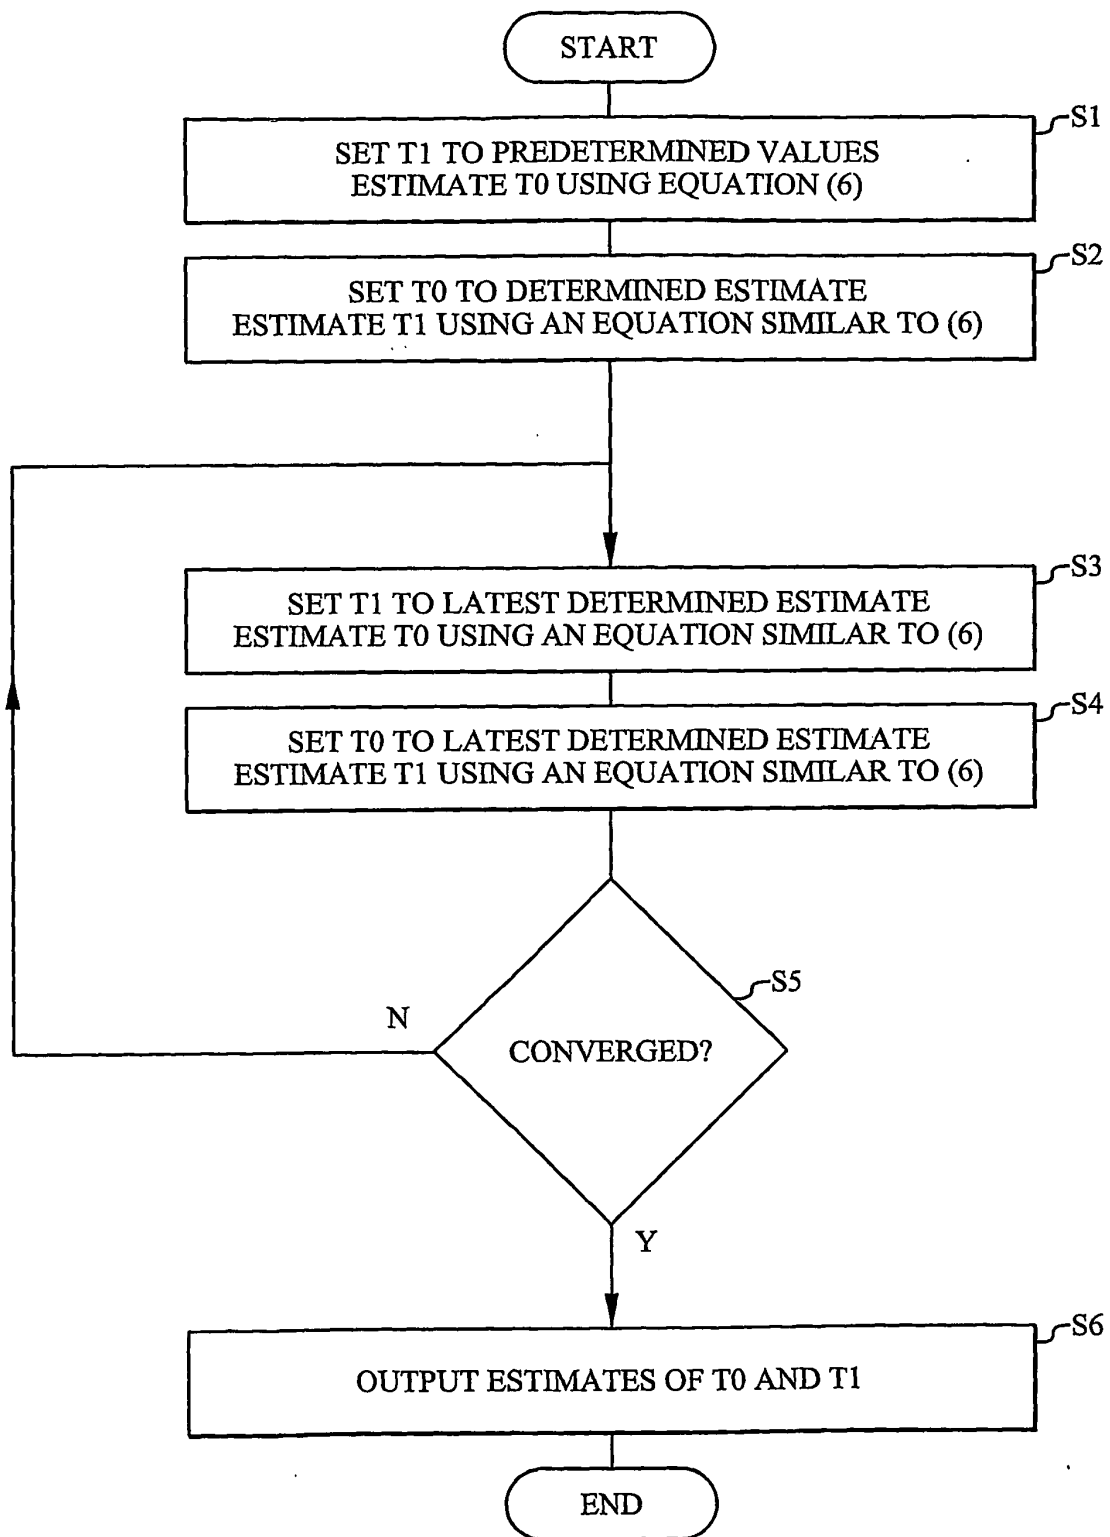 START
S1
SET T1 TO PREDETERMINED VALUES
ESTIMATE T0 USING EQUATION (6)
S2
SET T0 TO DETERMINED ESTIMATE
ESTIMATE T1 USING AN EQUATION SIMILAR TO (6)
S3
SET T1 TO LATEST DETERMINED ESTIMATE
ESTIMATE T0 USING AN EQUATION SIMILAR TO (6)
S4
SET T0 TO LATEST DETERMINED ESTIMATE
ESTIMATE T1 USING AN EQUATION SIMILAR TO (6)
S5
N
CONVERGED?
Y
S6
OUTPUT ESTIMATES OF T0 AND T1
END